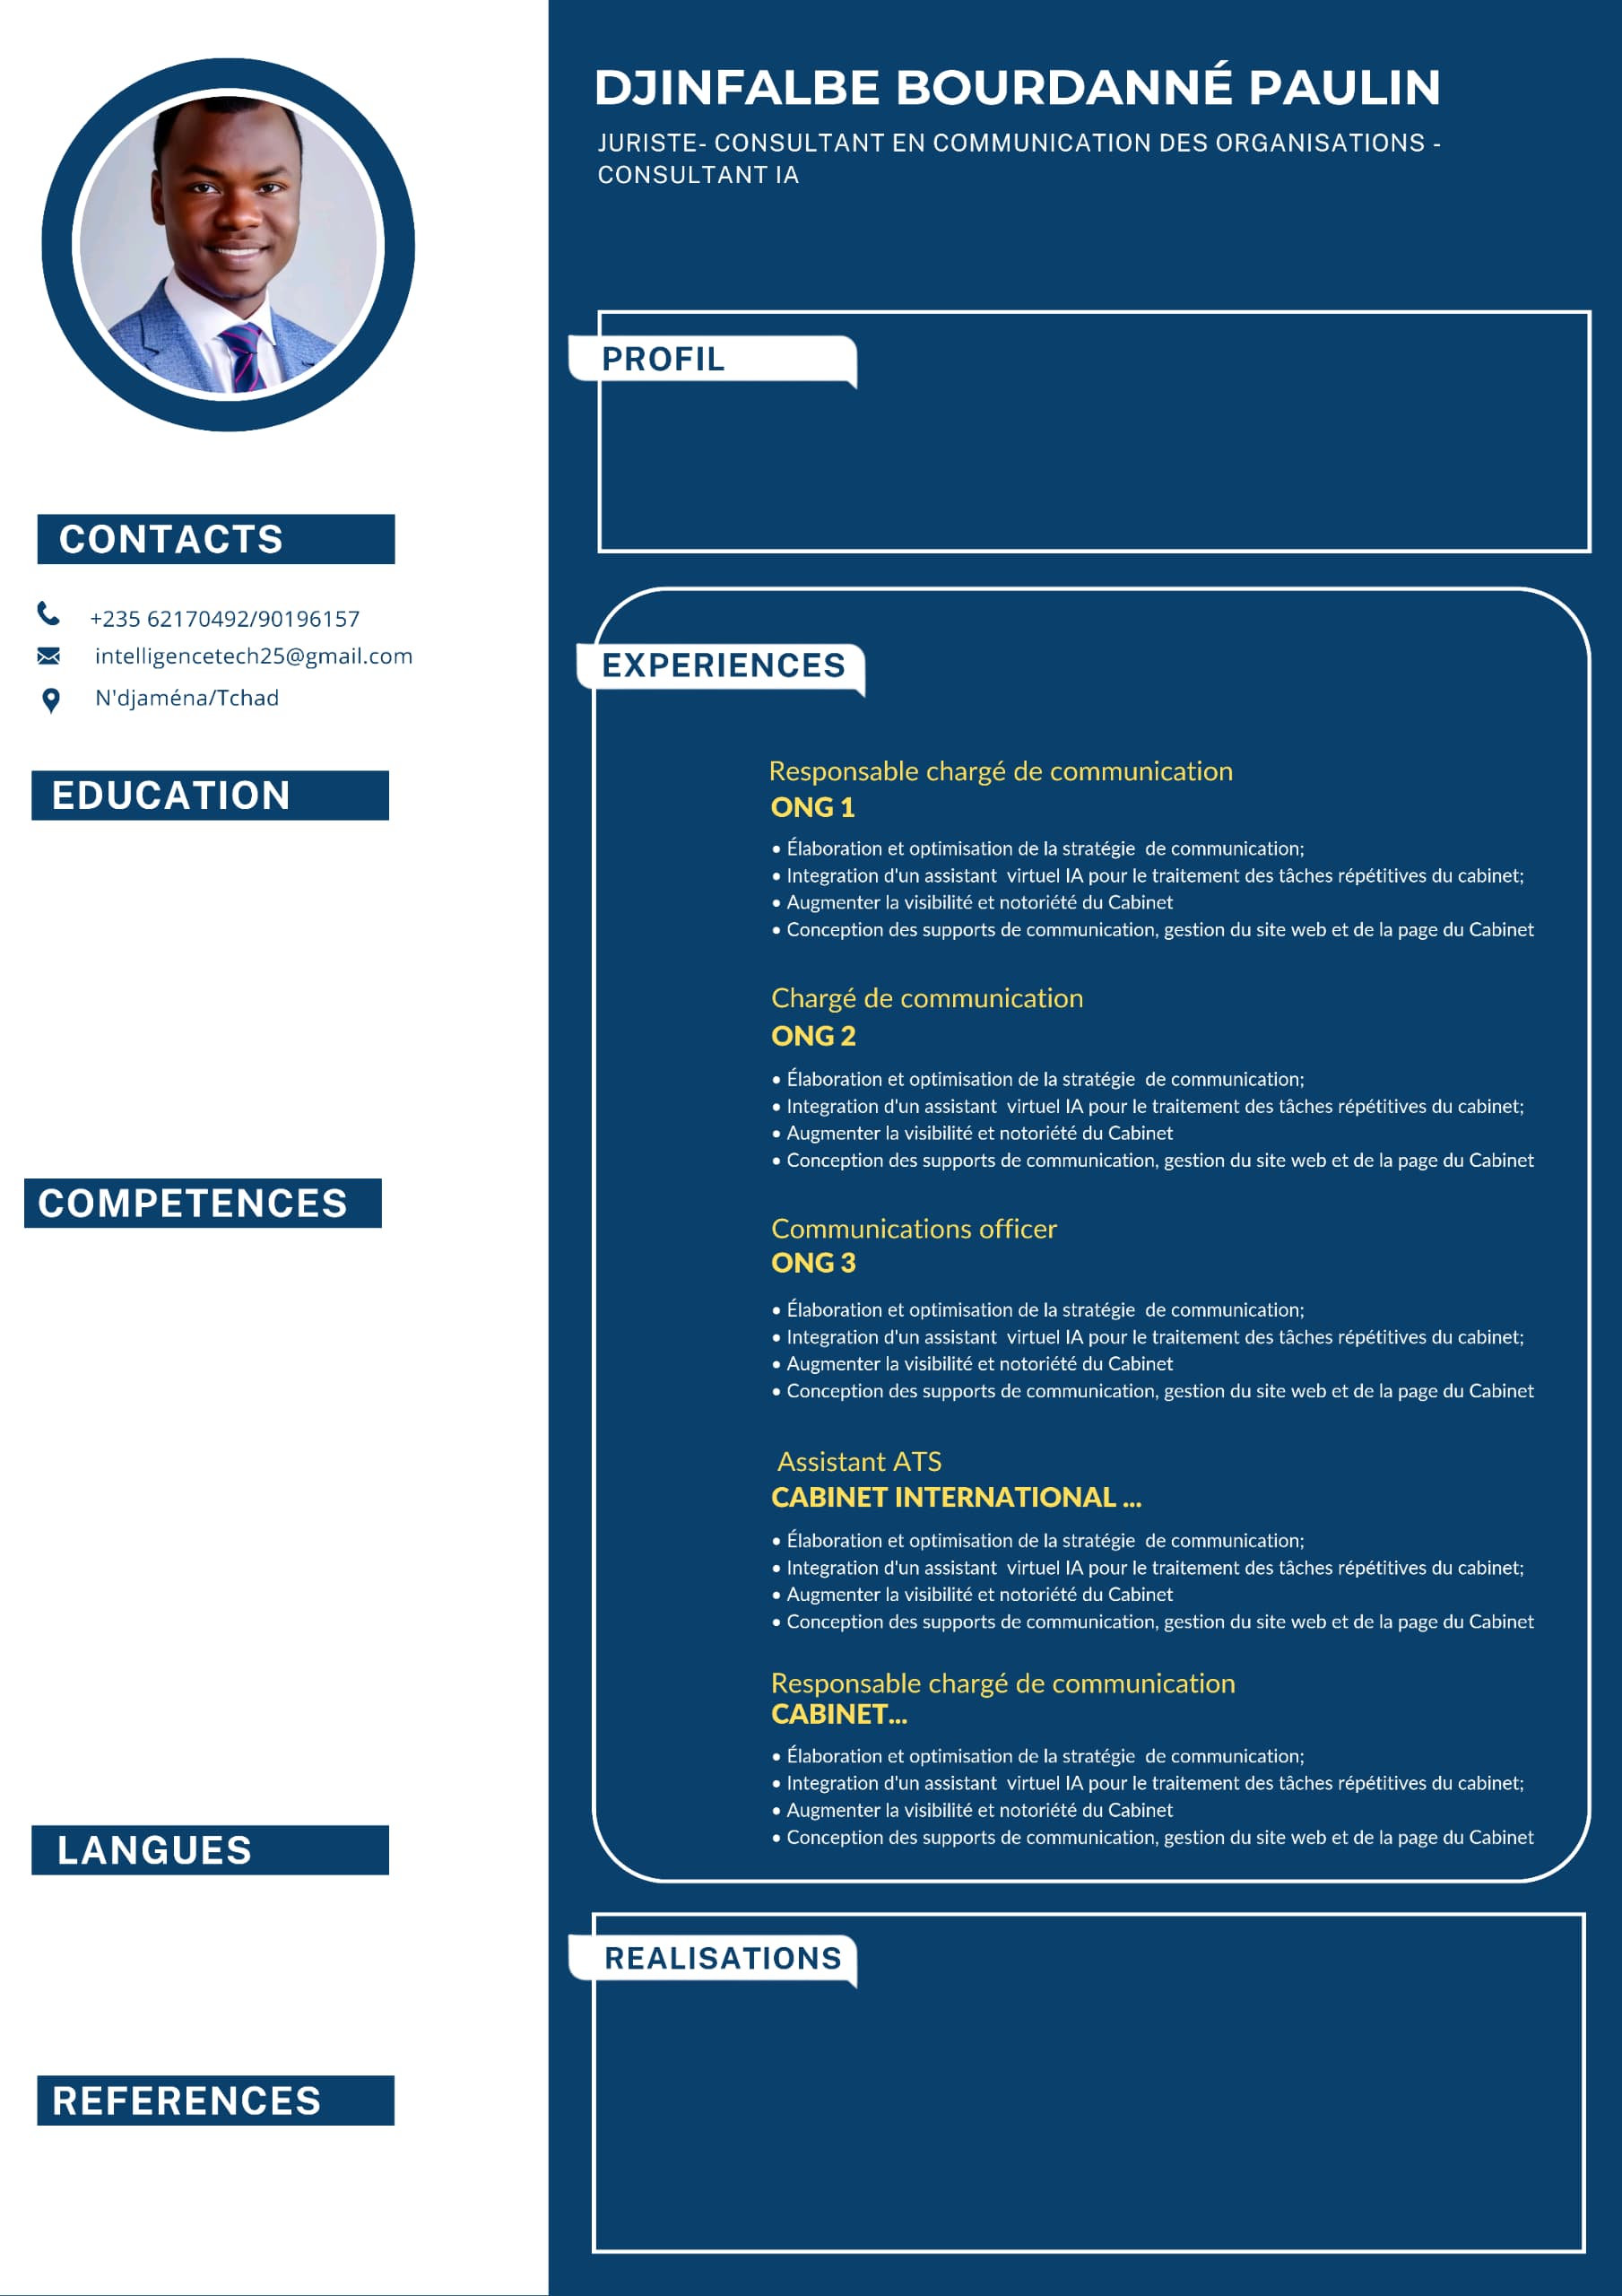 DJINFALBE BOURDANNÉ PAULIN
JURISTE- CONSULTANT EN COMMUNICATION DES ORGANISATIONS -
CONSULTANT IA
CONTACTS
+235 62170492/90196157
intelligencetech25@gmail.com
N'djaména/Tchad
EDUCATION
COMPETENCES
LANGUES
REFERENCES
PROFIL
EXPERIENCES
Responsable chargé de communication
ONG 1
• Élaboration et optimisation de la stratégie  de communication;
• Integration d'un assistant  virtuel IA pour le traitement des tâches répétitives du cabinet;
• Augmenter la visibilité et notoriété du Cabinet
• Conception des supports de communication, gestion du site web et de la page du Cabinet
Chargé de communication
ONG 2
• Élaboration et optimisation de la stratégie  de communication;
• Integration d'un assistant  virtuel IA pour le traitement des tâches répétitives du cabinet;
• Augmenter la visibilité et notoriété du Cabinet
• Conception des supports de communication, gestion du site web et de la page du Cabinet
Communications officer
ONG 3
• Élaboration et optimisation de la stratégie  de communication;
• Integration d'un assistant  virtuel IA pour le traitement des tâches répétitives du cabinet;
• Augmenter la visibilité et notoriété du Cabinet
• Conception des supports de communication, gestion du site web et de la page du Cabinet
Assistant ATS
CABINET INTERNATIONAL ...
• Élaboration et optimisation de la stratégie  de communication;
• Integration d'un assistant  virtuel IA pour le traitement des tâches répétitives du cabinet;
• Augmenter la visibilité et notoriété du Cabinet
• Conception des supports de communication, gestion du site web et de la page du Cabinet
Responsable chargé de communication
CABINET...
• Élaboration et optimisation de la stratégie  de communication;
• Integration d'un assistant  virtuel IA pour le traitement des tâches répétitives du cabinet;
• Augmenter la visibilité et notoriété du Cabinet
• Conception des supports de communication, gestion du site web et de la page du Cabinet
REALISATIONS